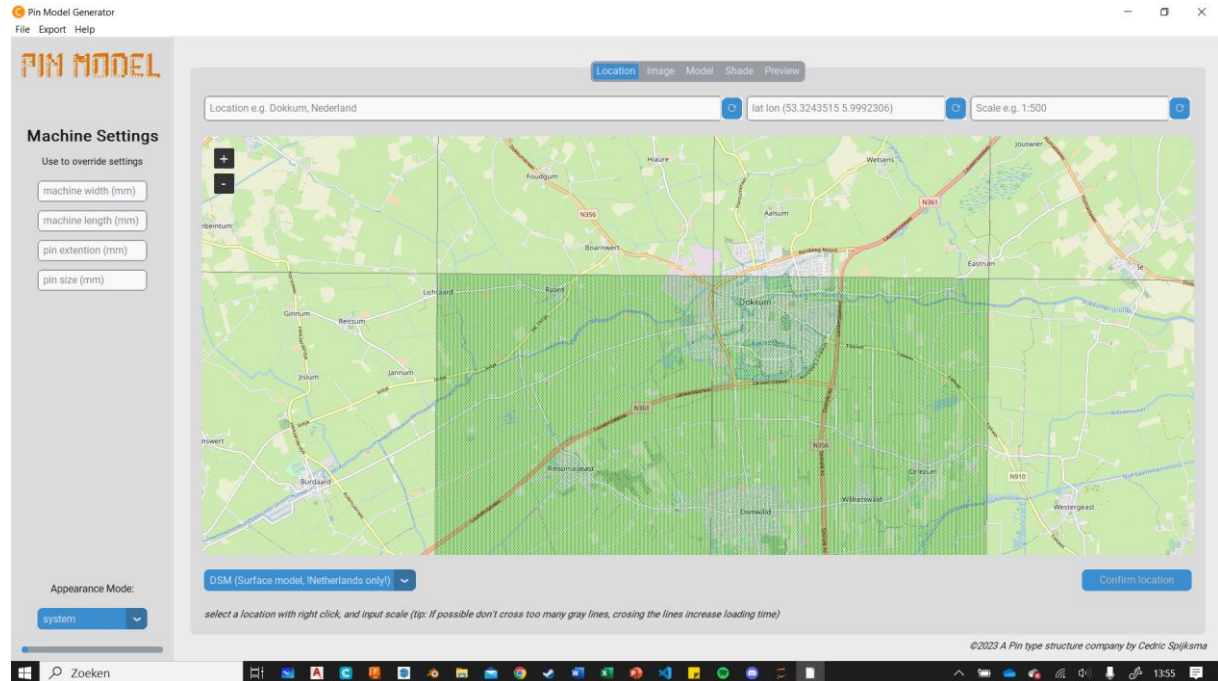 Pin Model Generator
File Export Help
PIN MODEL
Location Image Model Shade Preview
Location e.g. Dokkum, Nederland
lat lon (53.3243515 5.9992306)
Scale e.g. 1:500
Machine Settings
Use to override settings
machine width (mm)
machine length (mm)
pin extention (mm)
pin size (mm)
+
-
Hiaure
Wetsens
Jouswier
Foudgum
N356
Aalsum
N361
Boarnwert
Eastrum
Lichtaard
Raard
Dokkum
Ginnum
Reitsum
Jislum
Jannum
N361
N356
Burdaard
Rinsumageast
Driezum
N910
Wâlterswâld
Damwâld
Westergeast
DSM (Surface model, !Netherlands only!)
Confirm location
select a location with right click, and input scale (tip: If possible don't cross too many gray lines, crosing the lines increase loading time)
Appearance Mode:
system
©2023 A Pin type structure company by Cedric Spijksma
Zoeken
13:55